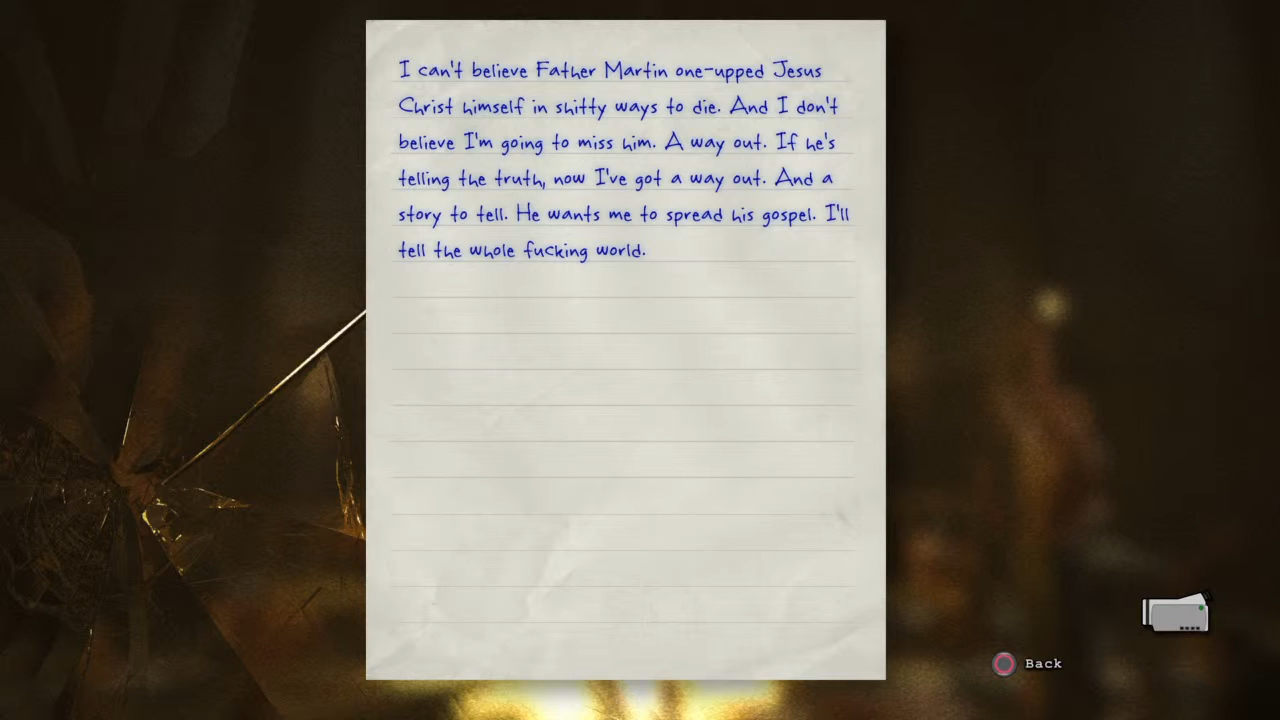 I can't believe Father Martin one-upped Jesus
Christ himself in shitty ways to die. And I don't
believe I'm going to miss him. A way out. If he's
telling the truth, now I've got a way out. And a
story to tell. He wants me to spread his gospel. I'll
tell the whole fucking world.
Back